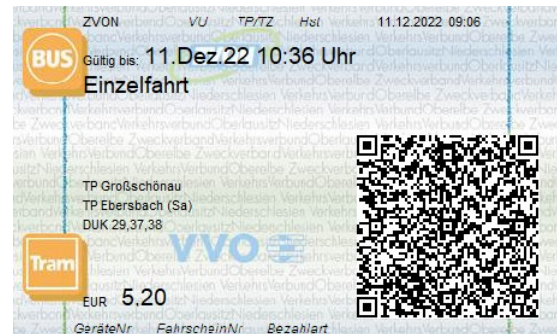 ZVON VU TP/TZ Hst 11.12.2022 09:06
BUS
Gültig bis: 11.Dez.22 10:36 Uhr
Einzelfahrt
TP Großschönau
TP Ebersbach (Sa)
DUK 29,37,38
VVO
Tram
EUR 5,20
GeräteNr FahrscheinNr Bezahlart